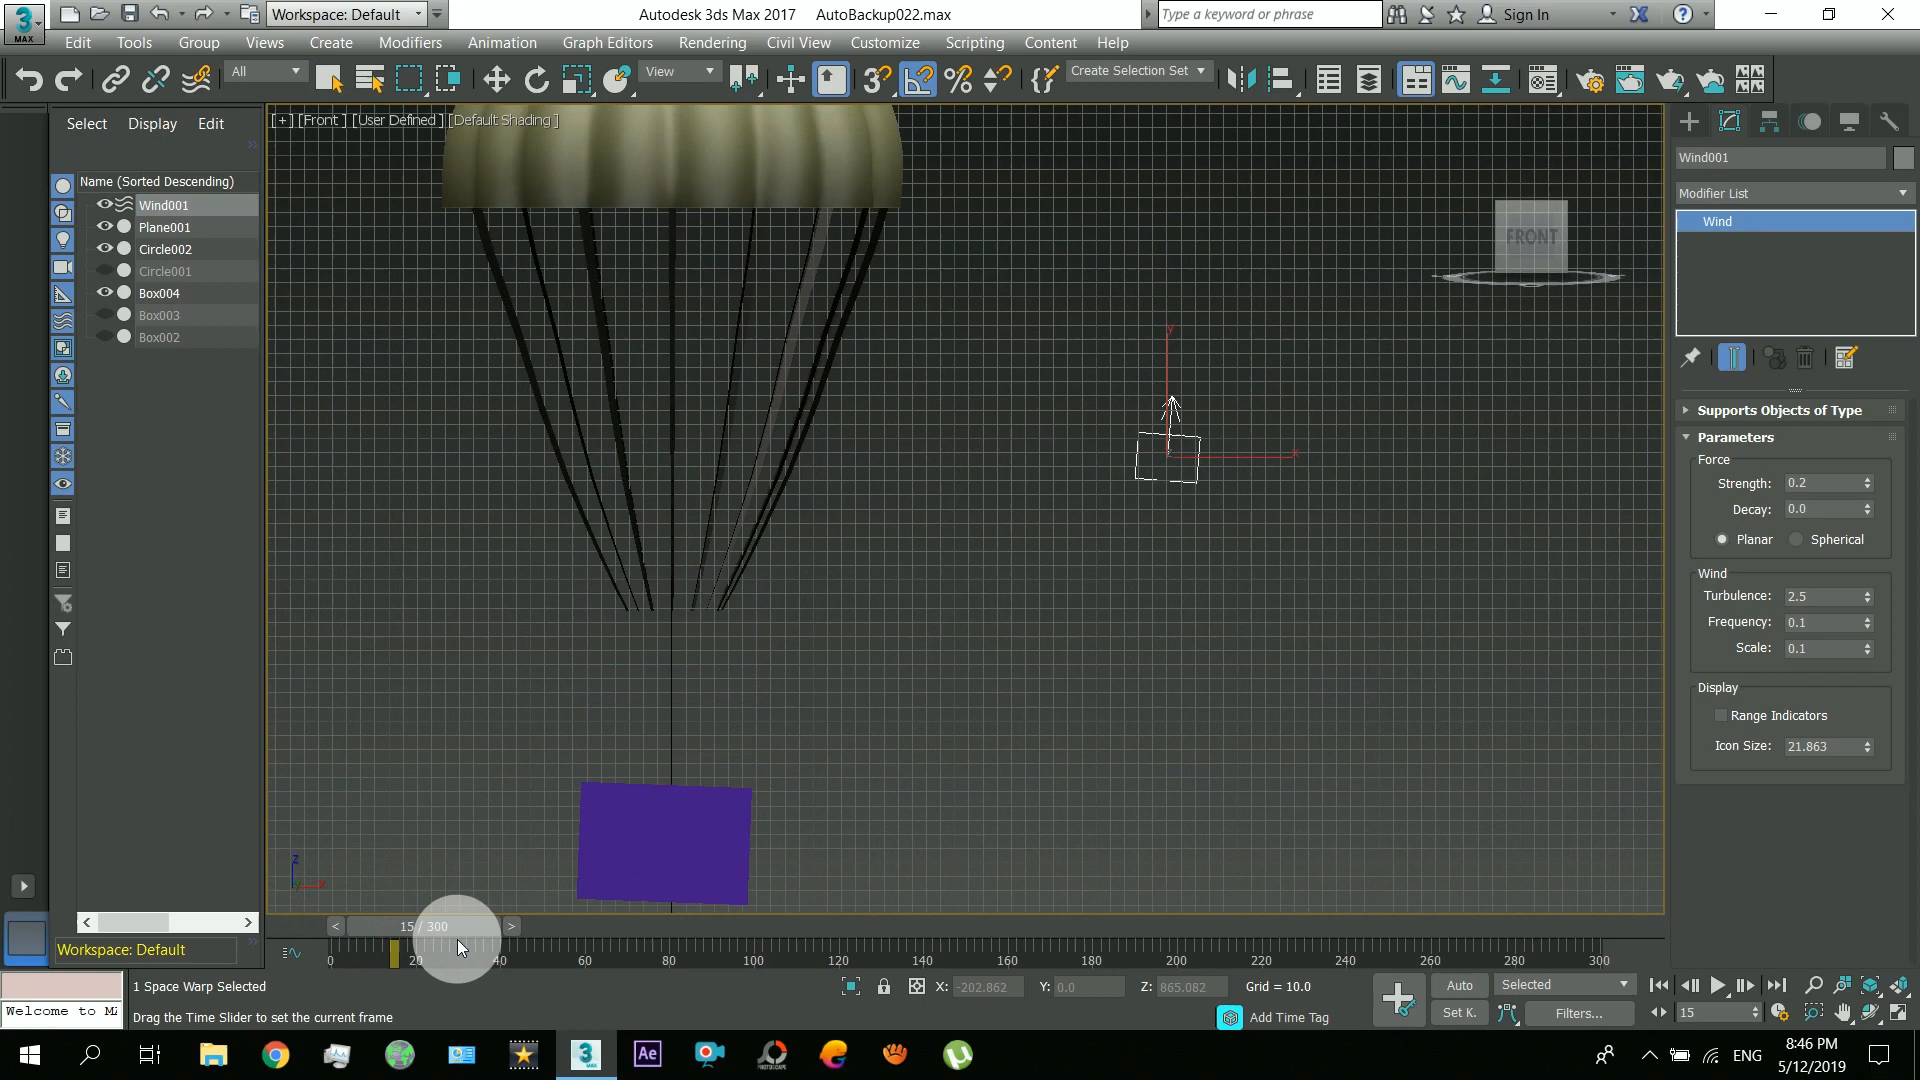 Workspace: Default
Autodesk 3ds Max 2017 AutoBackup022.max
Type a keyword or phrase
Sign In
MAX
Edit Tools Group Views Create Modifiers Animation Graph Editors Rendering Civil View Customize Scripting Content Help
All
View
Create Selection Set
Select Display Edit
[+] [Front] [User Defined] [Default Shading]
Name (Sorted Descending)
Wind001
Plane001
Circle002
Circle001
Box004
Box003
Box002
FRONT
y
x
z
Wind001
Modifier List
Wind
Supports Objects of Type
Parameters
Force
Strength: 0.2
Decay: 0.0
Planar Spherical
Wind
Turbulence: 2.5
Frequency: 0.1
Scale: 0.1
Display
Range Indicators
Icon Size: 21.863
< 15 / 300 >
Workspace: Default
0 20 40 60 80 100 120 140 160 180 200 220 240 260 280 300
1 Space Warp Selected
X: -202.862 Y: 0.0 Z: 865.082 Grid = 10.0
Auto Selected
Welcome to MA
Drag the Time Slider to set the current frame
Add Time Tag
Set K. Filters...
15
ENG
8:46 PM
5/12/2019
3
MAX
Ae
PHOTOSCAPE